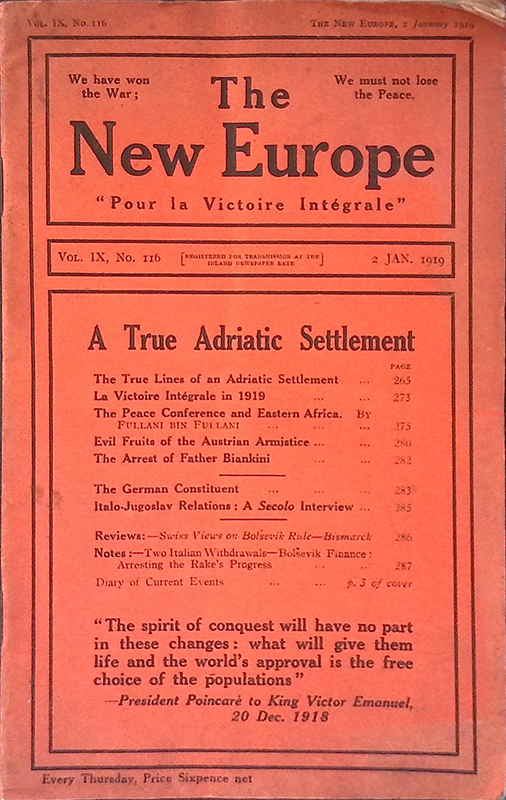 VOL. IX, No. 116 THE NEW EUROPE, 2 January 1919
We have won the War; We must not lose the Peace.
The
New Europe
"Pour la Victoire Intégrale"
VOL. IX, No. 116 [REGISTERED FOR TRANSMISSION AT THE INLAND NEWSPAPER RATE] 2 JAN. 1919
A True Adriatic Settlement
PAGE
The True Lines of an Adriatic Settlement ... 265
La Victoire Intégrale in 1919 ... ... 273
The Peace Conference and Eastern Africa. BY
FULLANI BIN FULLANI ... ... ... 275
Evil Fruits of the Austrian Armistice ... ... 280
The Arrest of Father Biankini ... ... 282
The German Constituent ... ... ... 283
Italo-Jugoslav Relations : A Secolo Interview ... 285
Reviews:—Swiss Views on Bolševik Rule—Bismarck 286
Notes :—Two Italian Withdrawals—Bolševik Finance :
Arresting the Rake's Progress ... ... 287
Diary of Current Events ... ... p. 3 of cover
"The spirit of conquest will have no part
in these changes : what will give them
life and the world's approval is the free
choice of the populations"
—President Poincaré to King Victor Emanuel,
20 Dec. 1918
Every Thursday, Price Sixpence net